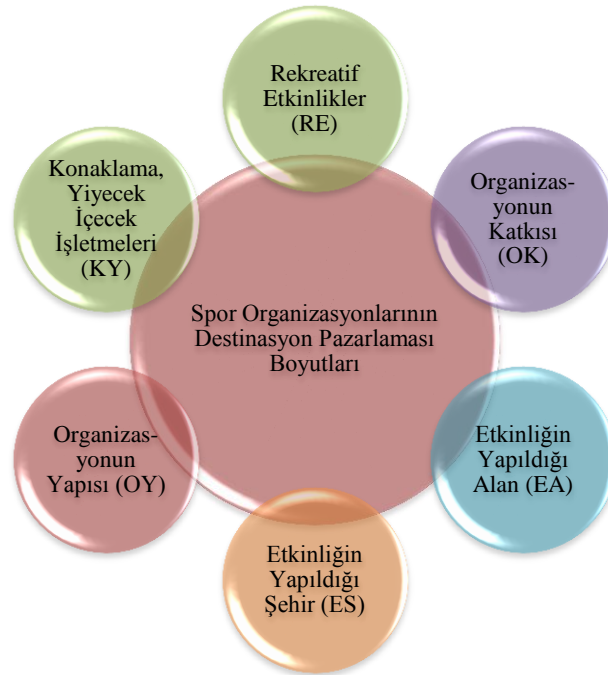 Rekreatif
Etkinlikler
(RE)
Organizas-
yonun
Katkısı
(OK)
Etkinliğin
Yapıldığı
Alan (EA)
Etkinliğin
Yapıldığı
Şehir (ES)
Organizas-
yonun
Yapısı (OY)
Konaklama,
Yiyecek
İçecek
İşletmeleri
(KY)
Spor Organizasyonlarının
Destinasyon Pazarlaması
Boyutları